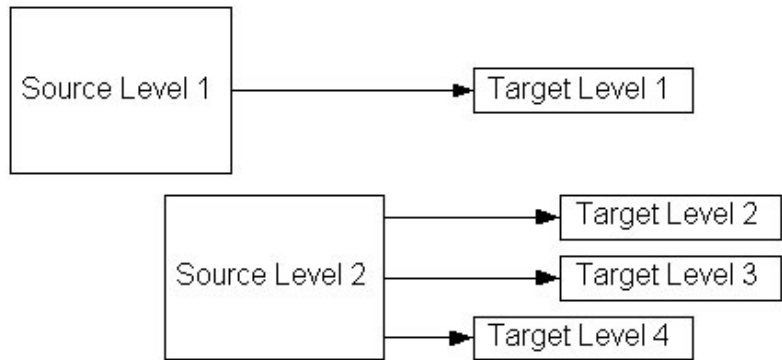 Source Level 1
Target Level 1
Source Level 2
Target Level 2
Target Level 3
Target Level 4